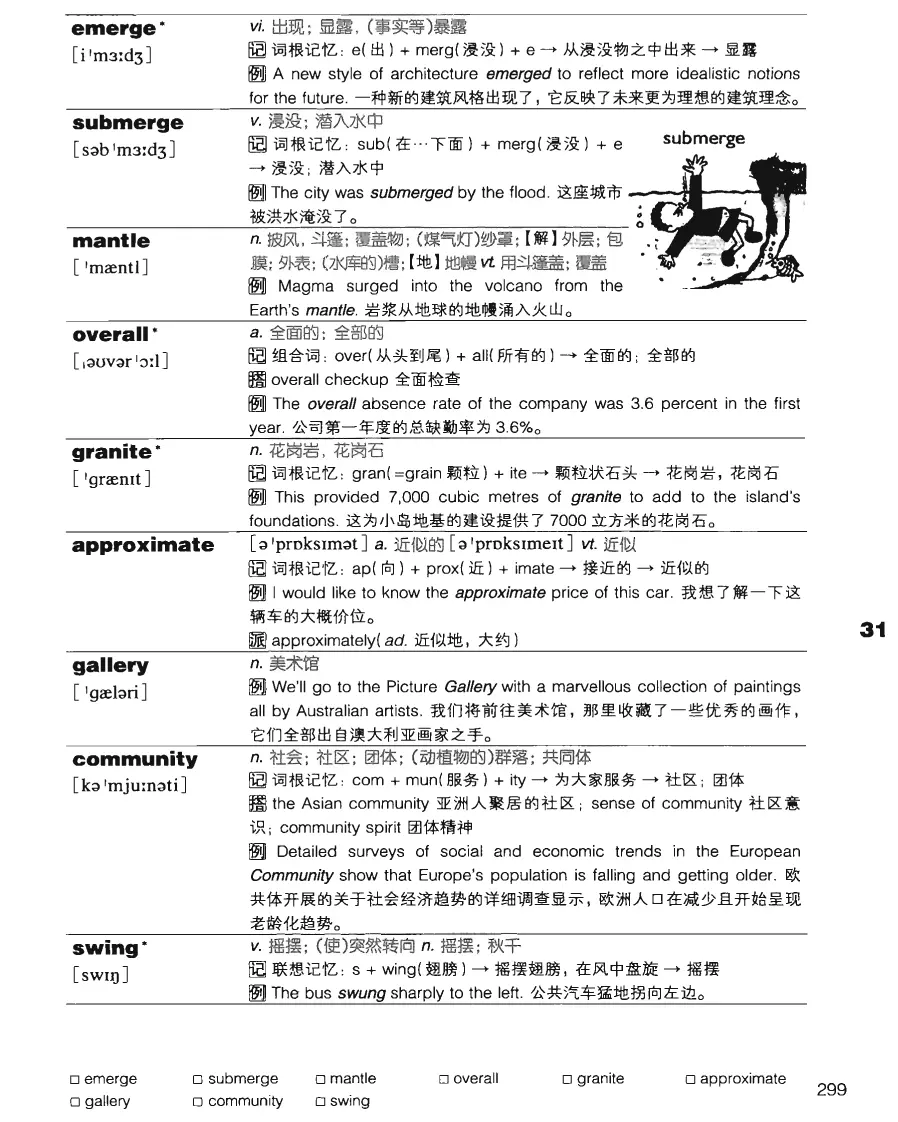 emerge*
[iˈmɜːdʒ]
vi. 出现；显露，(事实等)暴露
记 词根记忆：e(出) + merg(浸没) + e → 从浸没物之中出来 → 显露
例 A new style of architecture emerged to reflect more idealistic notions
for the future. 一种新的建筑风格出现了，它反映了未来更为理想的建筑理念。
submerge
[səbˈmɜːdʒ]
v. 浸没；潜入水中
记 词根记忆：sub(在…下面) + merg(浸没) + e
→ 浸没；潜入水中
例 The city was submerged by the flood. 这座城市
被洪水淹没了。
submerge
mantle
[ˈmæntl]
n. 披风，斗篷；覆盖物；(煤气灯)纱罩；【解】外层；包
膜；外表；(水库的)槽；【地】地幔 vt. 用斗篷盖；覆盖
例 Magma surged into the volcano from the
Earth's mantle. 岩浆从地球的地幔涌入火山。
overall*
[ˌəʊvərˈɔːl]
a. 全面的；全部的
记 组合词：over(从头到尾) + all(所有的) → 全面的；全部的
搭 overall checkup 全面检查
例 The overall absence rate of the company was 3.6 percent in the first
year. 公司第一年度的总缺勤率为 3.6%。
granite*
[ˈgrænɪt]
n. 花岗岩，花岗石
记 词根记忆：gran(=grain 颗粒) + ite → 颗粒状石头 → 花岗岩，花岗石
例 This provided 7,000 cubic metres of granite to add to the island's
foundations. 这为小岛地基的建设提供了 7000 立方米的花岗石。
approximate
[əˈprɒksɪmət] a. 近似的 [əˈprɒksɪmeɪt] vt. 近似
记 词根记忆：ap(向) + prox(近) + imate → 接近的 → 近似的
例 I would like to know the approximate price of this car. 我想了解一下这
辆车的大概价位。
派 approximately(ad. 近似地，大约)
31
gallery
[ˈgæləri]
n. 美术馆
例 We'll go to the Picture Gallery with a marvellous collection of paintings
all by Australian artists. 我们将前往美术馆，那里收藏了一些优秀的画作，
它们全部出自澳大利亚画家之手。
community
[kəˈmjuːnəti]
n. 社会；社区；团体；(动植物的)群落；共同体
记 词根记忆：com + mun(服务) + ity → 为大家服务 → 社区；团体
搭 the Asian community 亚洲人聚居的社区；sense of community 社区意
识；community spirit 团体精神
例 Detailed surveys of social and economic trends in the European
Community show that Europe's population is falling and getting older. 欧
共体开展的关于社会经济趋势的详细调查显示，欧洲人口在减少且开始呈现
老龄化趋势。
swing*
[swɪŋ]
v. 摇摆；(使)突然转向 n. 摇摆；秋千
记 联想记忆：s + wing(翅膀) → 摇摆翅膀，在风中盘旋 → 摇摆
例 The bus swung sharply to the left. 公共汽车猛地拐向左边。
□ emerge □ submerge □ mantle □ overall □ granite □ approximate
□ gallery □ community □ swing
299